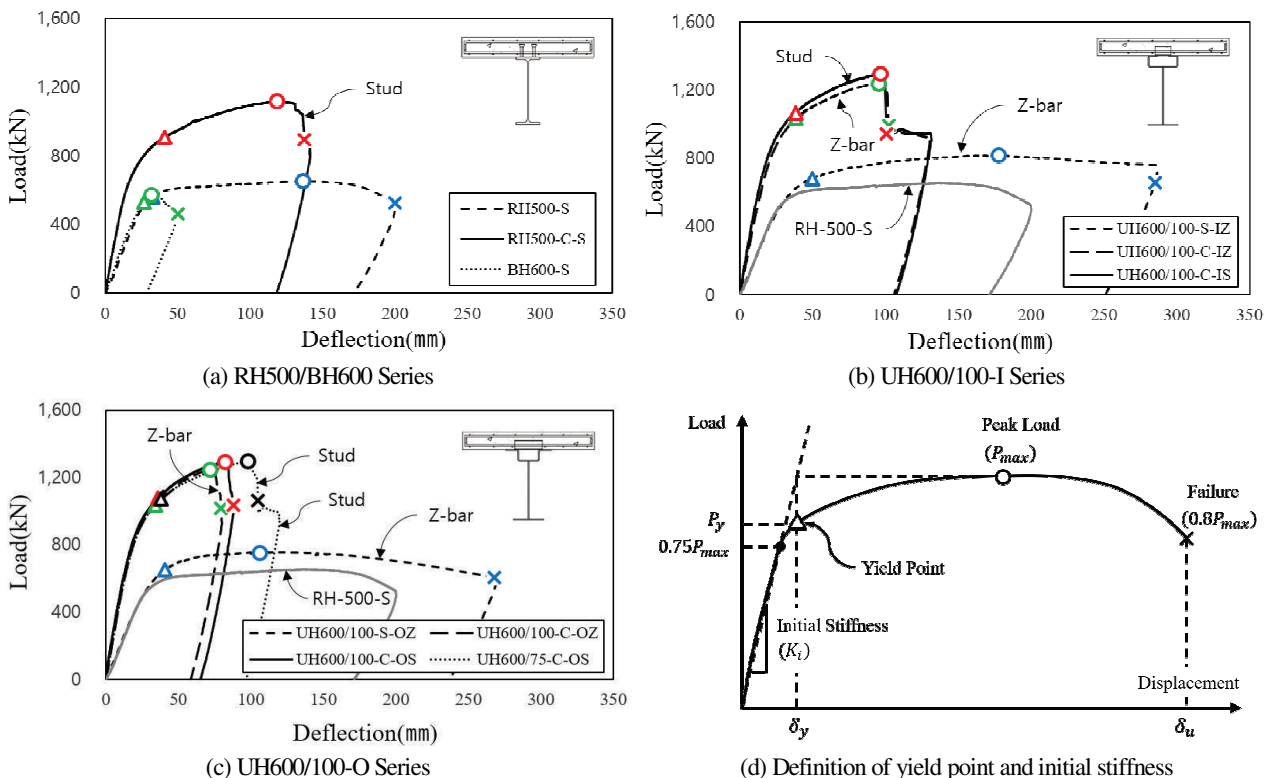 1,600
1,200
800
400
0
Load(kN)
Stud
RH500-S
RH500-C-S
BH600-S
0 50 100 150 200 250 300 350
Deflection(mm)
(a) RH500/BH600 Series
1,600
1,200
800
400
0
Load(kN)
Stud
Z-bar
Z-bar
RH-500-S
UH600/100-S-IZ
UH600/100-C-IZ
UH600/100-C-IS
0 50 100 150 200 250 300 350
Deflection(mm)
(b) UH600/100-I Series
1,600
1,200
800
400
0
Load(kN)
Z-bar
Stud
Stud
Z-bar
RH-500-S
UH600/100-S-OZ UH600/100-C-OZ
UH600/100-C-OS UH600/75-C-OS
0 50 100 150 200 250 300 350
Deflection(mm)
(c) UH600/100-O Series
Load
Peak Load
(Pmax)
Failure
(0.8Pmax)
Py
0.75Pmax
Yield Point
Initial Stiffness
(Ki)
Displacement
δy
δu
(d) Definition of yield point and initial stiffness